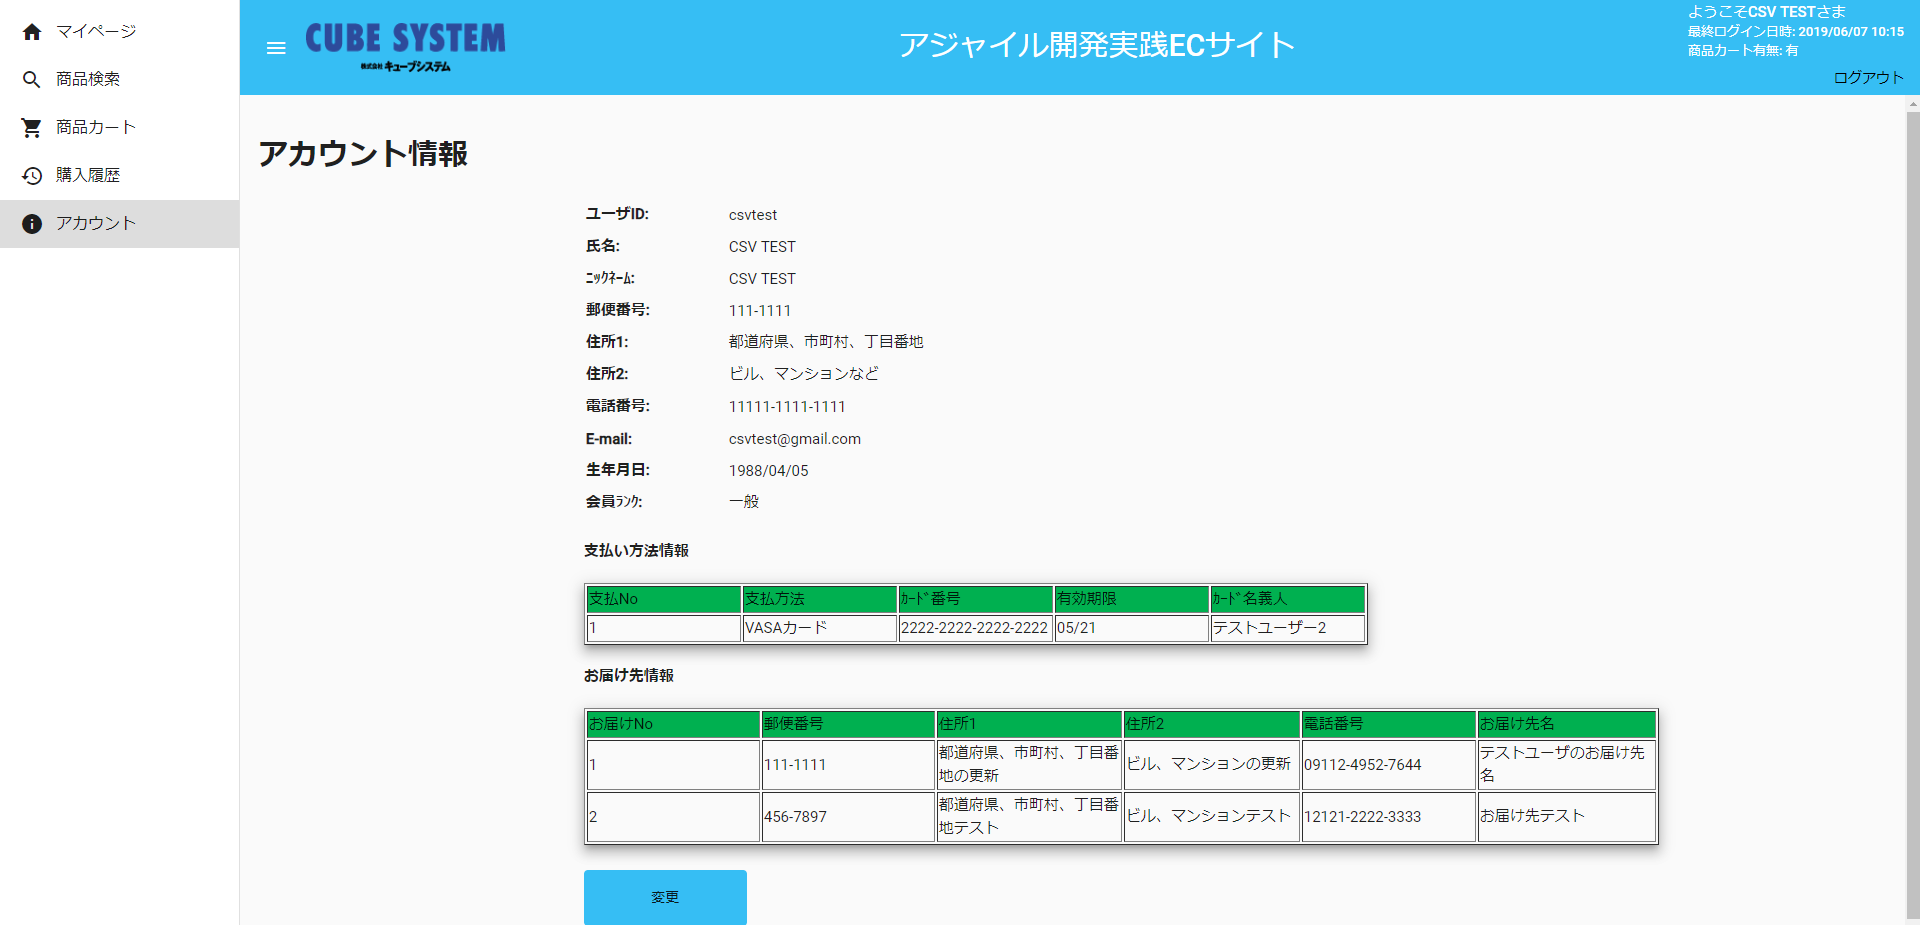 マイページ
商品検索
商品カート
購入履歴
アカウント
CUBE SYSTEM
株式会社 キューブシステム
アジャイル開発実践ECサイト
ようこそCSV TESTさま
最終ログイン日時: 2019/06/07 10:15
商品カート有無: 有
ログアウト
アカウント情報
ユーザID: csvtest
氏名: CSV TEST
ﾆｯｸﾈｰﾑ: CSV TEST
郵便番号: 111-1111
住所1: 都道府県、市町村、丁目番地
住所2: ビル、マンションなど
電話番号: 11111-1111-1111
E-mail: csvtest@gmail.com
生年月日: 1988/04/05
会員ﾗﾝｸ: 一般
支払い方法情報
支払No 支払方法 ｶｰﾄﾞ番号 有効期限 ｶｰﾄﾞ名義人
1 VASAカード 2222-2222-2222-2222 05/21 テストユーザー2
お届け先情報
お届けNo 郵便番号 住所1 住所2 電話番号 お届け先名
1 111-1111 都道府県、市町村、丁目番地の更新 ビル、マンションの更新 09112-4952-7644 テストユーザのお届け先名
2 456-7897 都道府県、市町村、丁目番地テスト ビル、マンションテスト 12121-2222-3333 お届け先テスト
変更